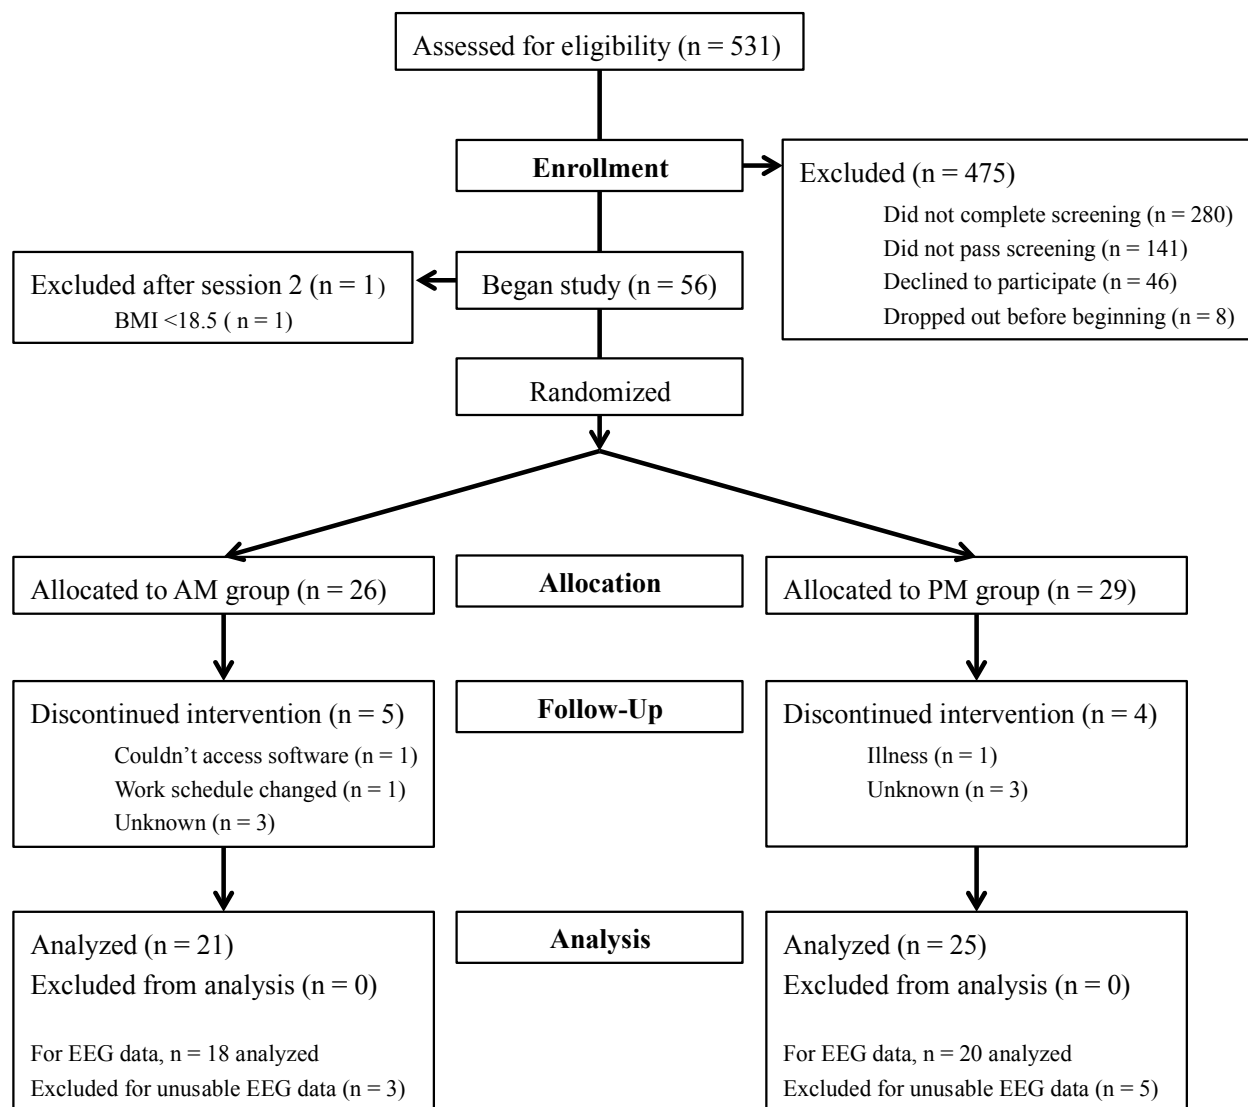 Assessed for eligibility (n = 531)
Enrollment
Excluded (n = 475)
Did not complete screening (n = 280)
Did not pass screening (n = 141)
Declined to participate (n = 46)
Dropped out before beginning (n = 8)
Excluded after session 2 (n = 1)
BMI <18.5 ( n = 1)
Began study (n = 56)
Randomized
Allocated to AM group (n = 26)
Allocation
Allocated to PM group (n = 29)
Discontinued intervention (n = 5)
Couldn’t access software (n = 1)
Work schedule changed (n = 1)
Unknown (n = 3)
Follow-Up
Discontinued intervention (n = 4)
Illness (n = 1)
Unknown (n = 3)
Analyzed (n = 21)
Excluded from analysis (n = 0)
For EEG data, n = 18 analyzed
Excluded for unusable EEG data (n = 3)
Analysis
Analyzed (n = 25)
Excluded from analysis (n = 0)
For EEG data, n = 20 analyzed
Excluded for unusable EEG data (n = 5)